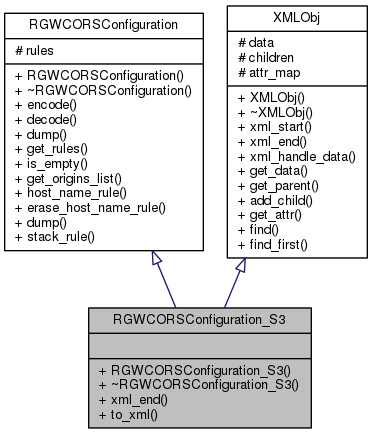 RGWCORSConfiguration
# rules
+ RGWCORSConfiguration()
+ ~RGWCORSConfiguration()
+ encode()
+ decode()
+ dump()
+ get_rules()
+ is_empty()
+ get_origins_list()
+ host_name_rule()
+ erase_host_name_rule()
+ dump()
+ stack_rule()
XMLObj
# data
# children
# attr_map
+ XMLObj()
+ ~XMLObj()
+ xml_start()
+ xml_end()
+ xml_handle_data()
+ get_data()
+ get_parent()
+ add_child()
+ get_attr()
+ find()
+ find_first()
RGWCORSConfiguration_S3
+ RGWCORSConfiguration_S3()
+ ~RGWCORSConfiguration_S3()
+ xml_end()
+ to_xml()